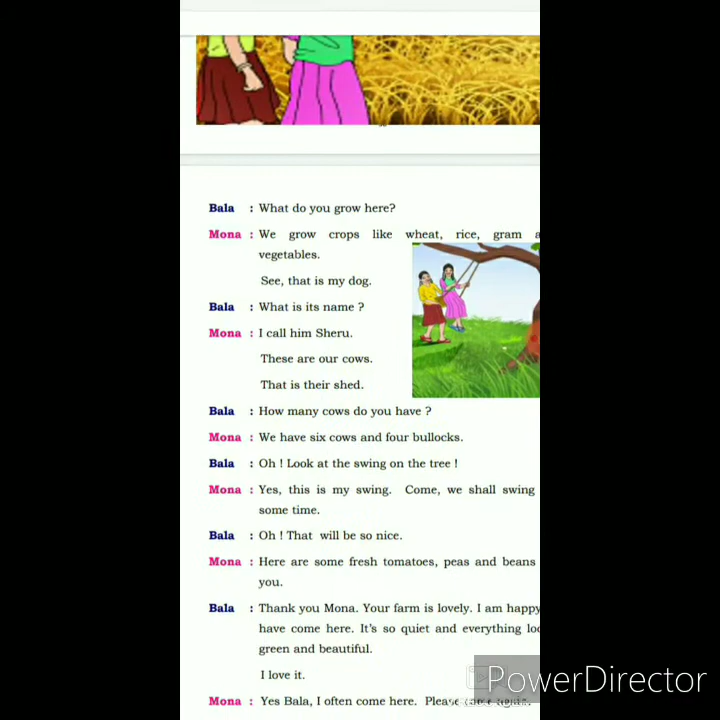 Bala : What do you grow here?
Mona : We grow crops like wheat, rice, gram a
vegetables.
See, that is my dog.
Bala : What is its name ?
Mona : I call him Sheru.
These are our cows.
That is their shed.
Bala : How many cows do you have ?
Mona : We have six cows and four bullocks.
Bala : Oh ! Look at the swing on the tree !
Mona : Yes, this is my swing. Come, we shall swing
some time.
Bala : Oh ! That will be so nice.
Mona : Here are some fresh tomatoes, peas and beans
you.
Bala : Thank you Mona. Your farm is lovely. I am happy
have come here. It's so quiet and everything loo
green and beautiful.
I love it.
Mona : Yes Bala, I often come here. Please come again.
PowerDirector